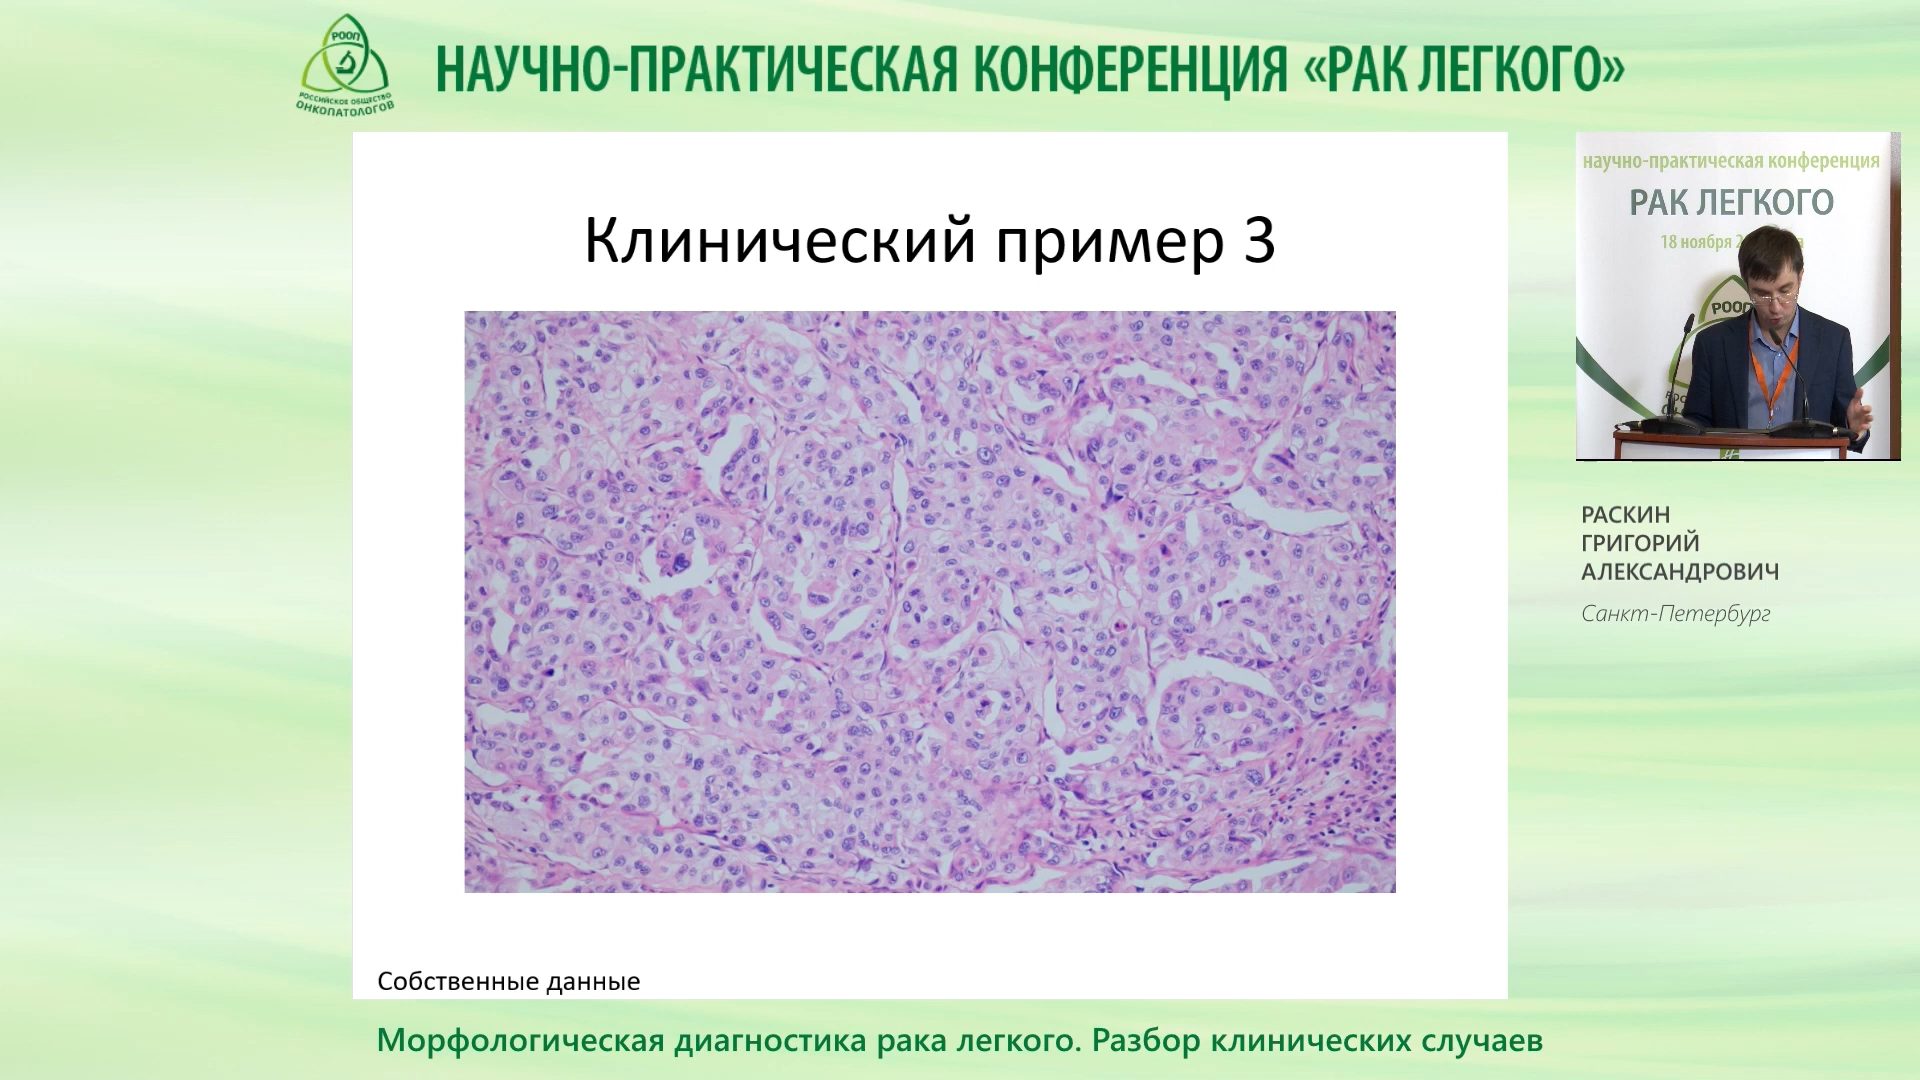 РООП
РОССИЙСКОЕ ОБЩЕСТВО
ОНКОПАТОЛОГОВ
НАУЧНО-ПРАКТИЧЕСКАЯ КОНФЕРЕНЦИЯ «РАК ЛЕГКОГО»
Клинический пример 3
Собственные данные
научно-практическая конференция
РАК ЛЕГКОГО
18 ноября
РАСКИН
ГРИГОРИЙ
АЛЕКСАНДРОВИЧ
Санкт-Петербург
Морфологическая диагностика рака легкого. Разбор клинических случаев